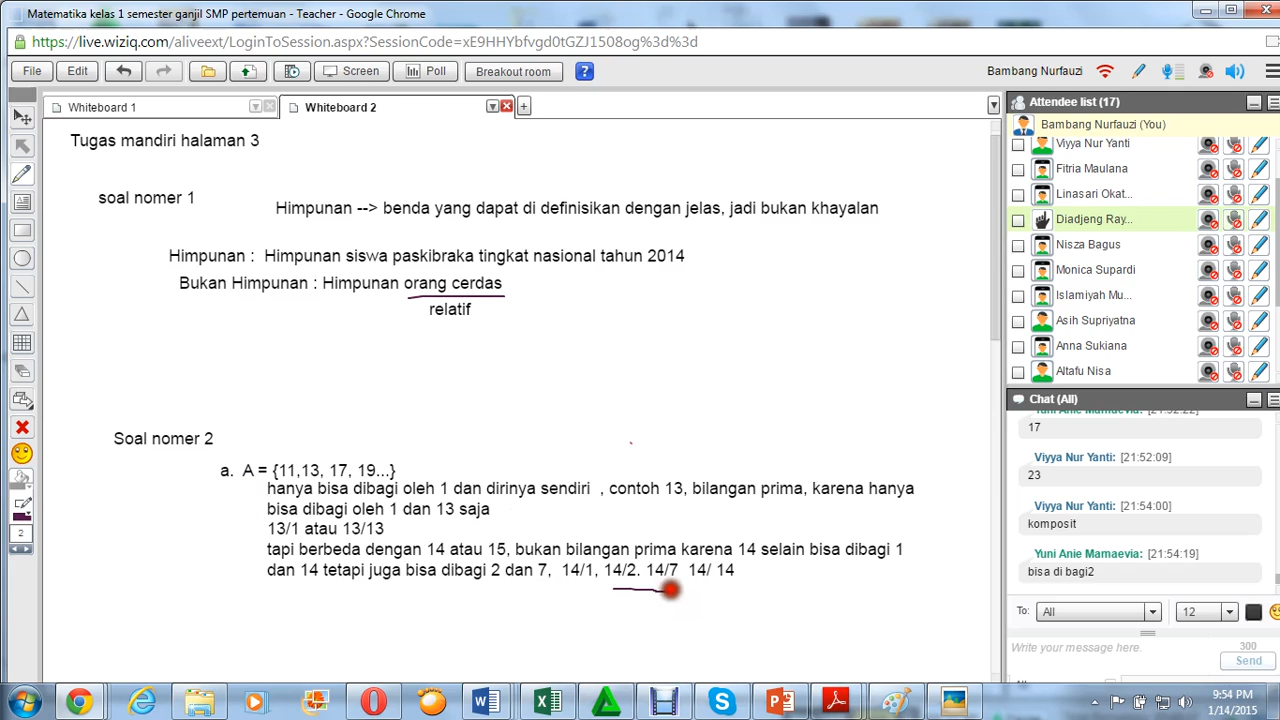 Matematika kelas 1 semester ganjil SMP pertemuan - Teacher - Google Chrome
https://live.wiziq.com/aliveext/LoginToSession.aspx?SessionCode=xE9HHYbfvgd0tGZJ1508og%3d%3d
File Edit Screen Poll Breakout room ? Bambang Nurfauzi
Whiteboard 1 Whiteboard 2
Tugas mandiri halaman 3
soal nomer 1
Himpunan --> benda yang dapat di definisikan dengan jelas, jadi bukan khayalan
Himpunan : Himpunan siswa paskibraka tingkat nasional tahun 2014
Bukan Himpunan : Himpunan orang cerdas
relatif
Soal nomer 2
a. A = {11,13, 17, 19...}
hanya bisa dibagi oleh 1 dan dirinya sendiri , contoh 13, bilangan prima, karena hanya
bisa dibagi oleh 1 dan 13 saja
13/1 atau 13/13
tapi berbeda dengan 14 atau 15, bukan bilangan prima karena 14 selain bisa dibagi 1
dan 14 tetapi juga bisa dibagi 2 dan 7, 14/1, 14/2. 14/7 14/ 14
2
Attendee list (17)
Bambang Nurfauzi (You)
Viyya Nur Yanti
Fitria Maulana
Linasari Okat...
Diadjeng Ray...
Nisza Bagus
Monica Supardi
Islamiyah Mu...
Asih Supriyatna
Anna Sukiana
Altafu Nisa
Chat (All)
Yuni Anie Mamaevia: [21:52:22]
17
Viyya Nur Yanti: [21:52:09]
23
Viyya Nur Yanti: [21:54:00]
komposit
Yuni Anie Mamaevia: [21:54:19]
bisa di bagi2
To: All 12
Write your message here... 300
Send
9:54 PM
1/14/2015